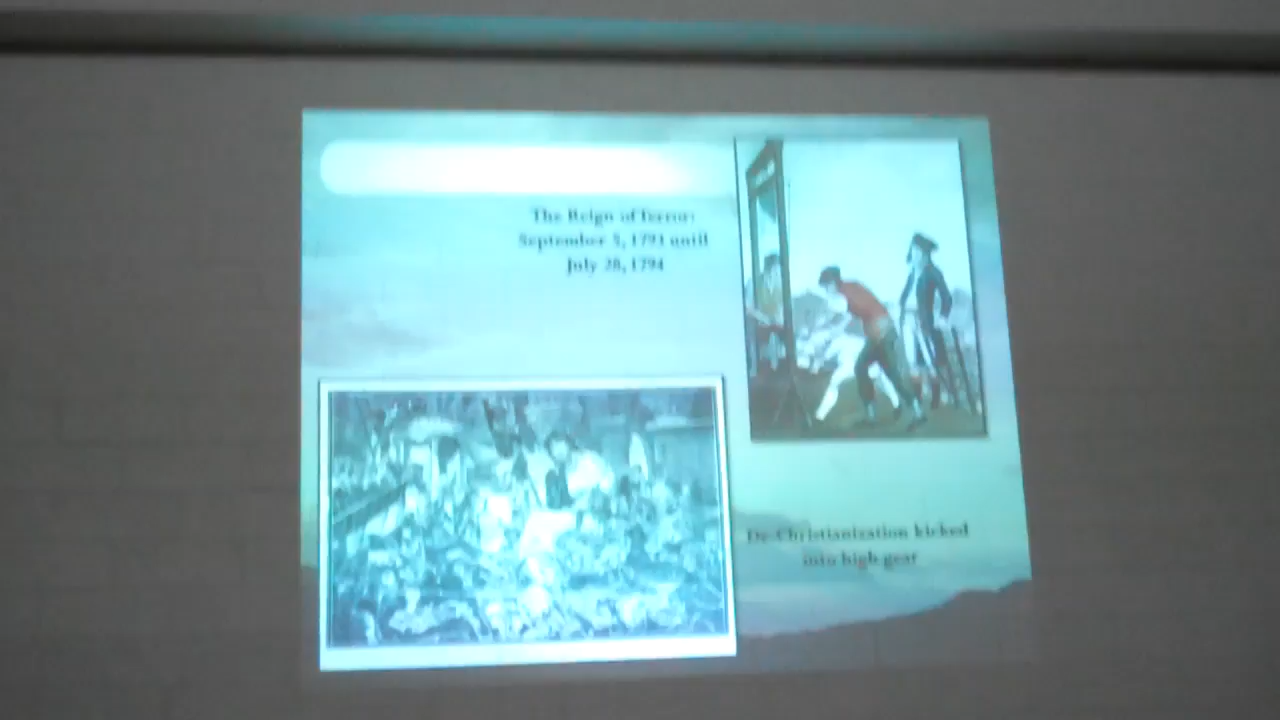 The Reign of Terror:
September 5, 1793 until
July 28, 1794
De-Christianization kicked
into high gear